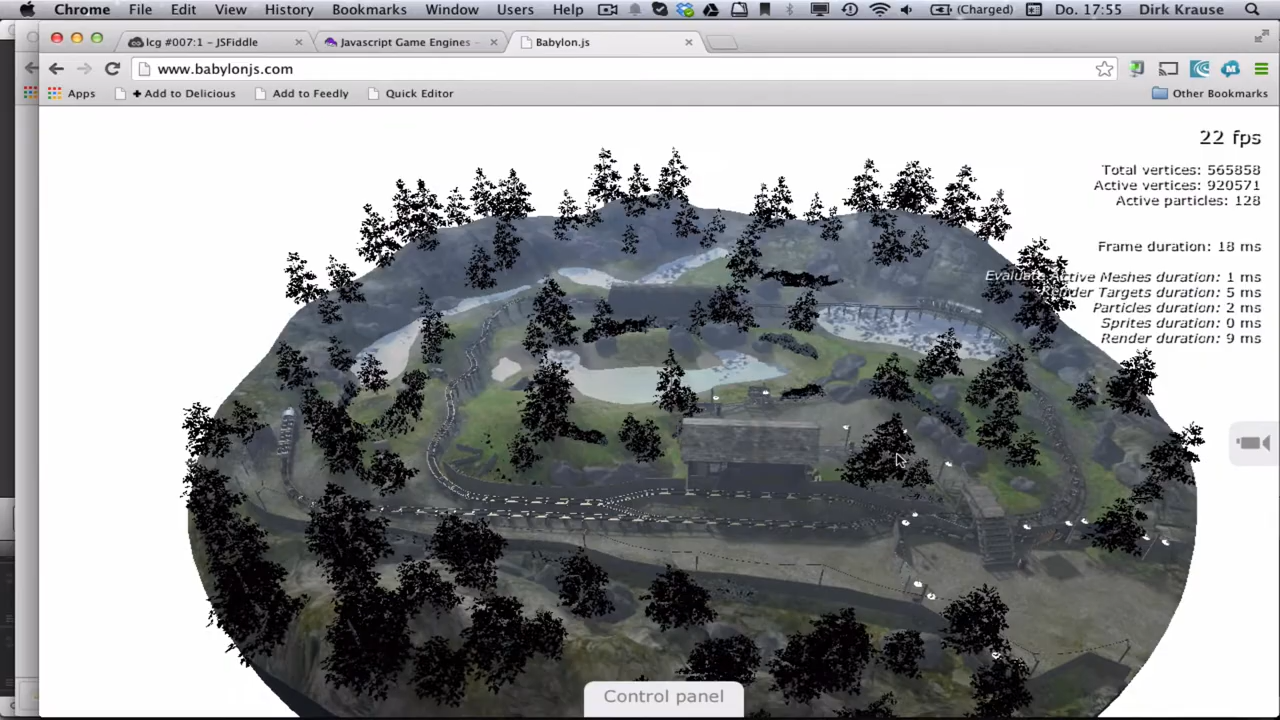 Chrome File Edit View History Bookmarks Window Users Help (Charged) Do. 17:55 Dirk Krause
lcg #007:1 - JSFiddle Javascript Game Engines - Babylon.js
www.babylonjs.com
Apps + Add to Delicious Add to Feedly Quick Editor Other Bookmarks
22 fps
Total vertices: 565858
Active vertices: 920571
Active particles: 128
Frame duration: 18 ms
Evaluate Active Meshes duration: 1 ms
Render Targets duration: 5 ms
Particles duration: 2 ms
Sprites duration: 0 ms
Render duration: 9 ms
Control panel